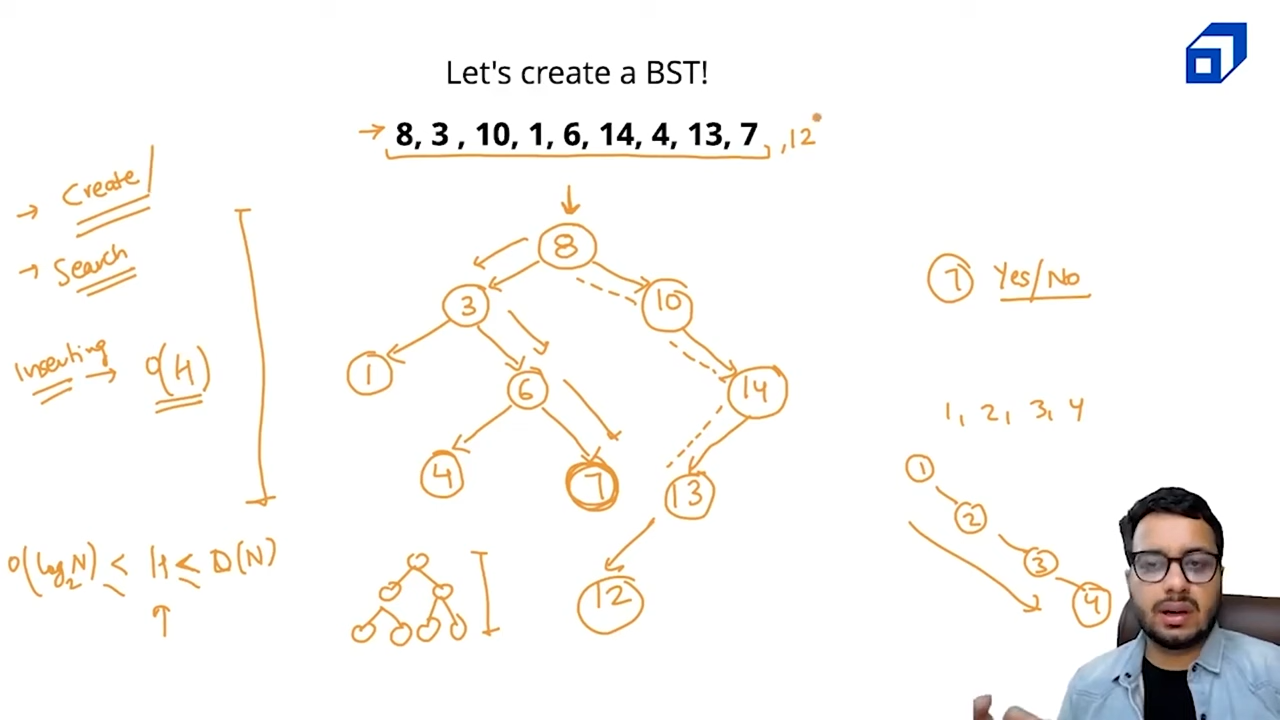 Let's create a BST!
→ 8, 3 , 10, 1, 6, 14, 4, 13, 7 , ,12
→ Create
→ Search
Inserting → O(H)
O(log₂N) < H < O(N)
8
3
10
1
6
14
4
7
13
12
7 Yes/No
1, 2, 3, 4
1
2
3
4